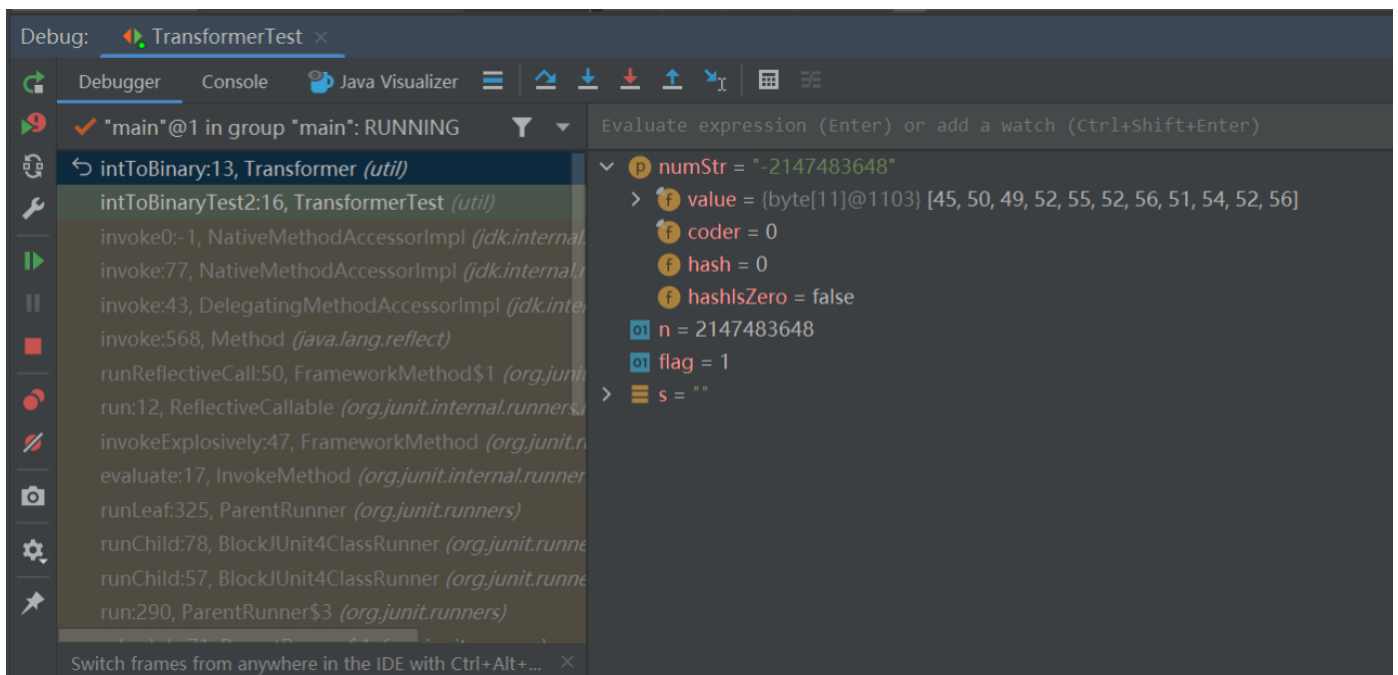 Debug: TransformerTest ×
Debugger Console Java Visualizer
9 "main"@1 in group "main": RUNNING
Evaluate expression (Enter) or add a watch (Ctrl+Shift+Enter)
intToBinary:13, Transformer (util)
intToBinaryTest2:16, TransformerTest (util)
invoke0:-1, NativeMethodAccessorImpl (jdk.internal.
invoke:77, NativeMethodAccessorImpl (jdk.internal.r
invoke:43, DelegatingMethodAccessorImpl (jdk.inte
invoke:568, Method (java.lang.reflect)
runReflectiveCall:50, FrameworkMethod$1 (org.juni
run:12, ReflectiveCallable (org.junit.internal.runners.
invokeExplosively:47, FrameworkMethod (org.junit.r
evaluate:17, InvokeMethod (org.junit.internal.runner
runLeaf:325, ParentRunner (org.junit.runners)
runChild:78, BlockJUnit4ClassRunner (org.junit.runne
runChild:57, BlockJUnit4ClassRunner (org.junit.runne
run:290, ParentRunner$3 (org.junit.runners)
Switch frames from anywhere in the IDE with Ctrl+Alt+... ×
p numStr = "-2147483648"
f value = {byte[11]@1103} [45, 50, 49, 52, 55, 52, 56, 51, 54, 52, 56]
f coder = 0
f hash = 0
f hashIsZero = false
01 n = 2147483648
01 flag = 1
s = ""